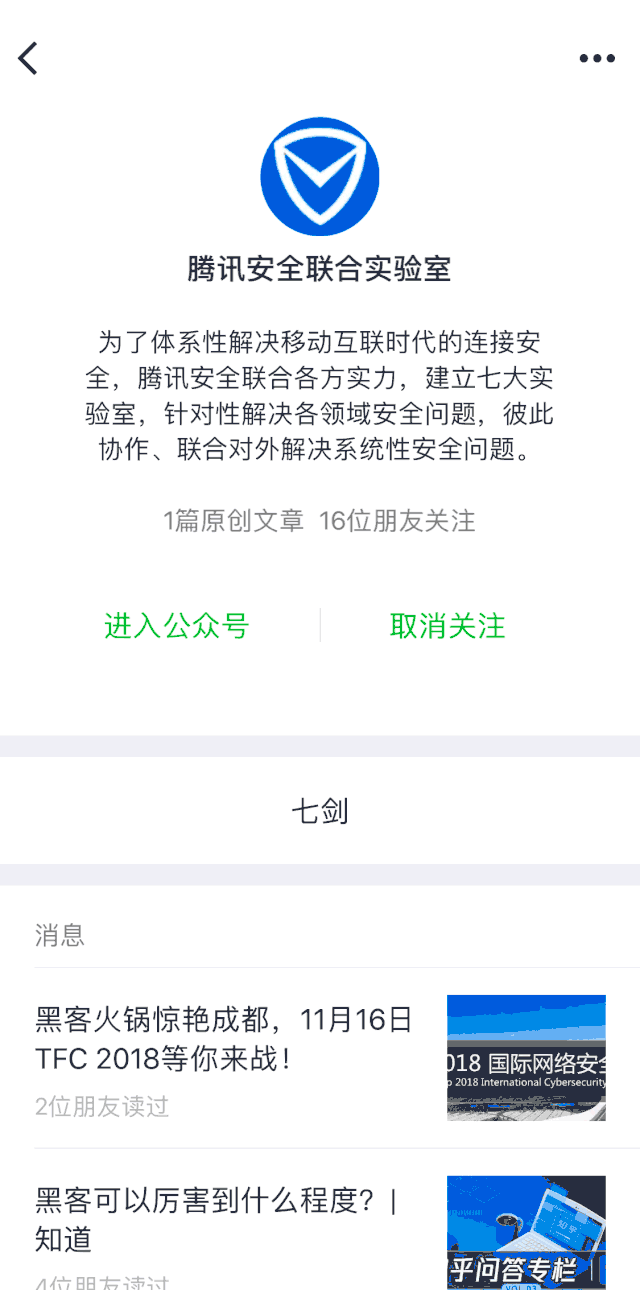 腾讯安全联合实验室
为了体系性解决移动互联时代的连接安
全，腾讯安全联合各方实力，建立七大实
验室，针对性解决各领域安全问题，彼此
协作、联合对外解决系统性安全问题。
1篇原创文章 16位朋友关注
进入公众号 取消关注
七剑
消息
黑客火锅惊艳成都，11月16日
TFC 2018等你来战！
2位朋友读过
018 国际网络安全
p 2018 International Cybersecurity
黑客可以厉害到什么程度？|
知道
4位朋友读过
知乎
乎问答专栏
VOL.03